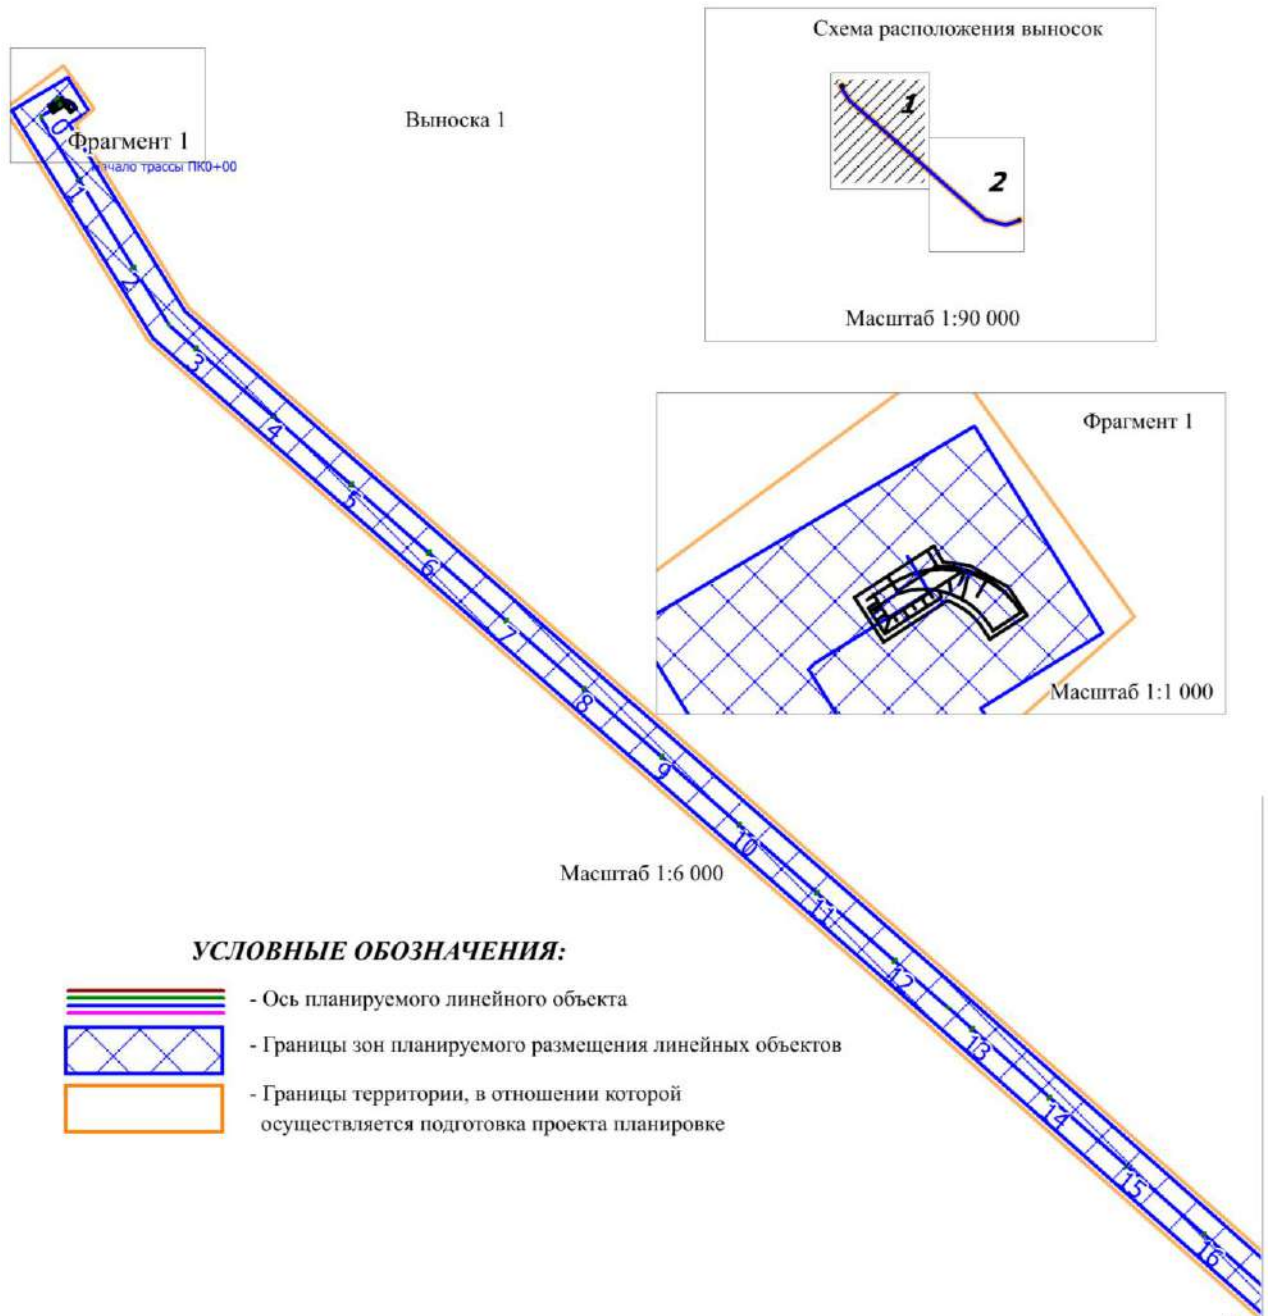 Схема расположения выносок
1
2
Масштаб 1:90 000
Выноска 1
Фрагмент 1
Начало трассы ПК0+00
0
1
2
3
4
5
6
7
8
9
10
11
12
13
14
15
16
Фрагмент 1
Масштаб 1:1 000
Масштаб 1:6 000
УСЛОВНЫЕ ОБОЗНАЧЕНИЯ:
- Ось планируемого линейного объекта
- Границы зон планируемого размещения линейных объектов
- Границы территории, в отношении которой
осуществляется подготовка проекта планировке